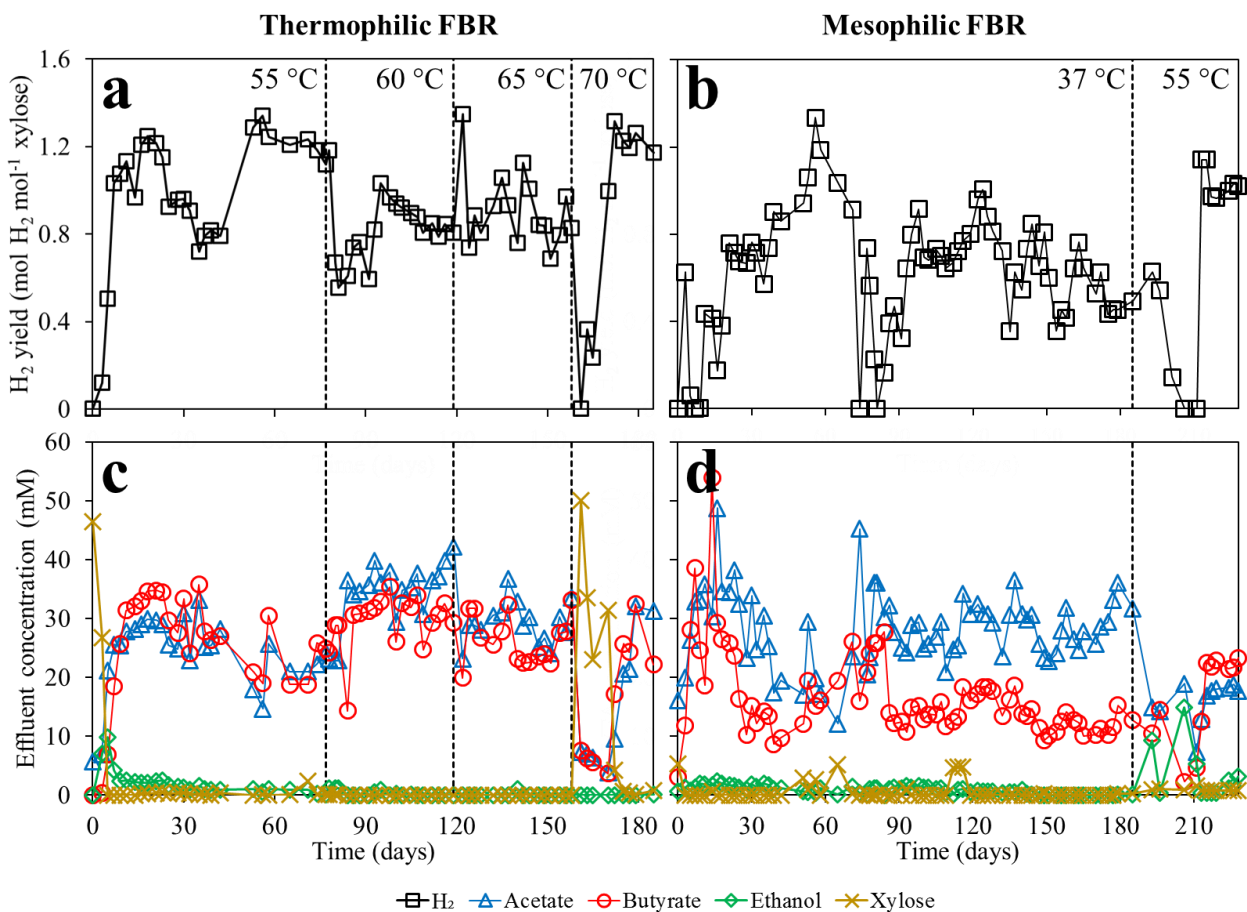 Thermophilic FBR
Mesophilic FBR
H₂ yield (mol H₂ mol⁻¹ xylose)
1.6
1.2
0.8
0.4
0
a
55 °C
60 °C
65 °C
70 °C
b
37 °C
55 °C
Effluent concentration (mM)
60
50
40
30
20
10
0
c
d
0
30
60
90
120
150
180
0
30
60
90
120
150
180
210
Time (days)
Time (days)
H₂
Acetate
Butyrate
Ethanol
Xylose